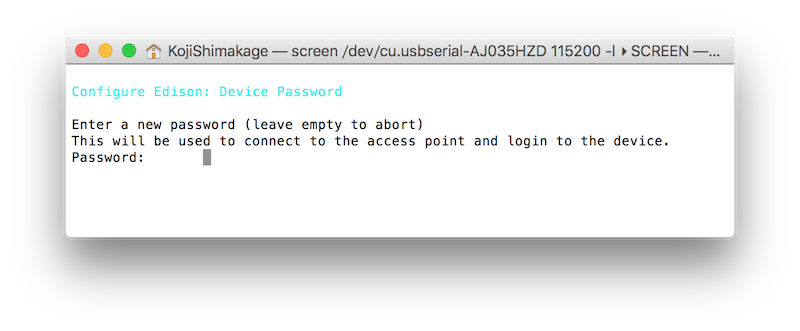 KojiShimakage — screen /dev/cu.usbserial-AJ035HZD 115200 -l ▸ SCREEN —...
Configure Edison: Device Password
Enter a new password (leave empty to abort)
This will be used to connect to the access point and login to the device.
Password: